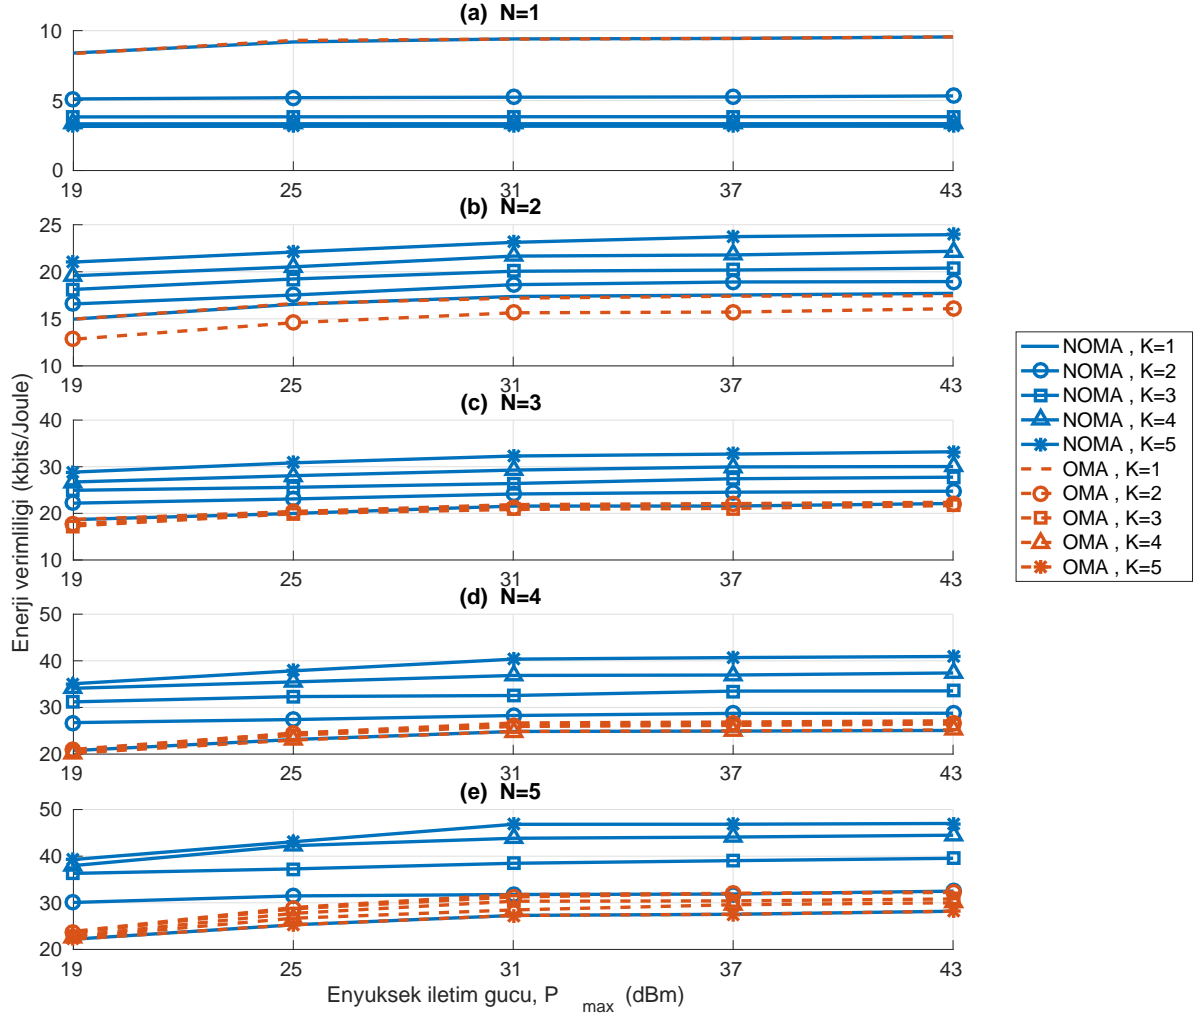 (a)  N=1
10
5
0
19 25 31 37 43
(b)  N=2
25
20
15
10
19 25 31 37 43
(c)  N=3
40
30
20
10
19 25 31 37 43
(d)  N=4
50
40
30
20
19 25 31 37 43
(e)  N=5
50
40
30
20
19 25 31 37 43
Enyuksek iletim gucu, P max (dBm)
Enerji verimliligi (kbits/Joule)
NOMA , K=1
NOMA , K=2
NOMA , K=3
NOMA , K=4
NOMA , K=5
OMA , K=1
OMA , K=2
OMA , K=3
OMA , K=4
OMA , K=5